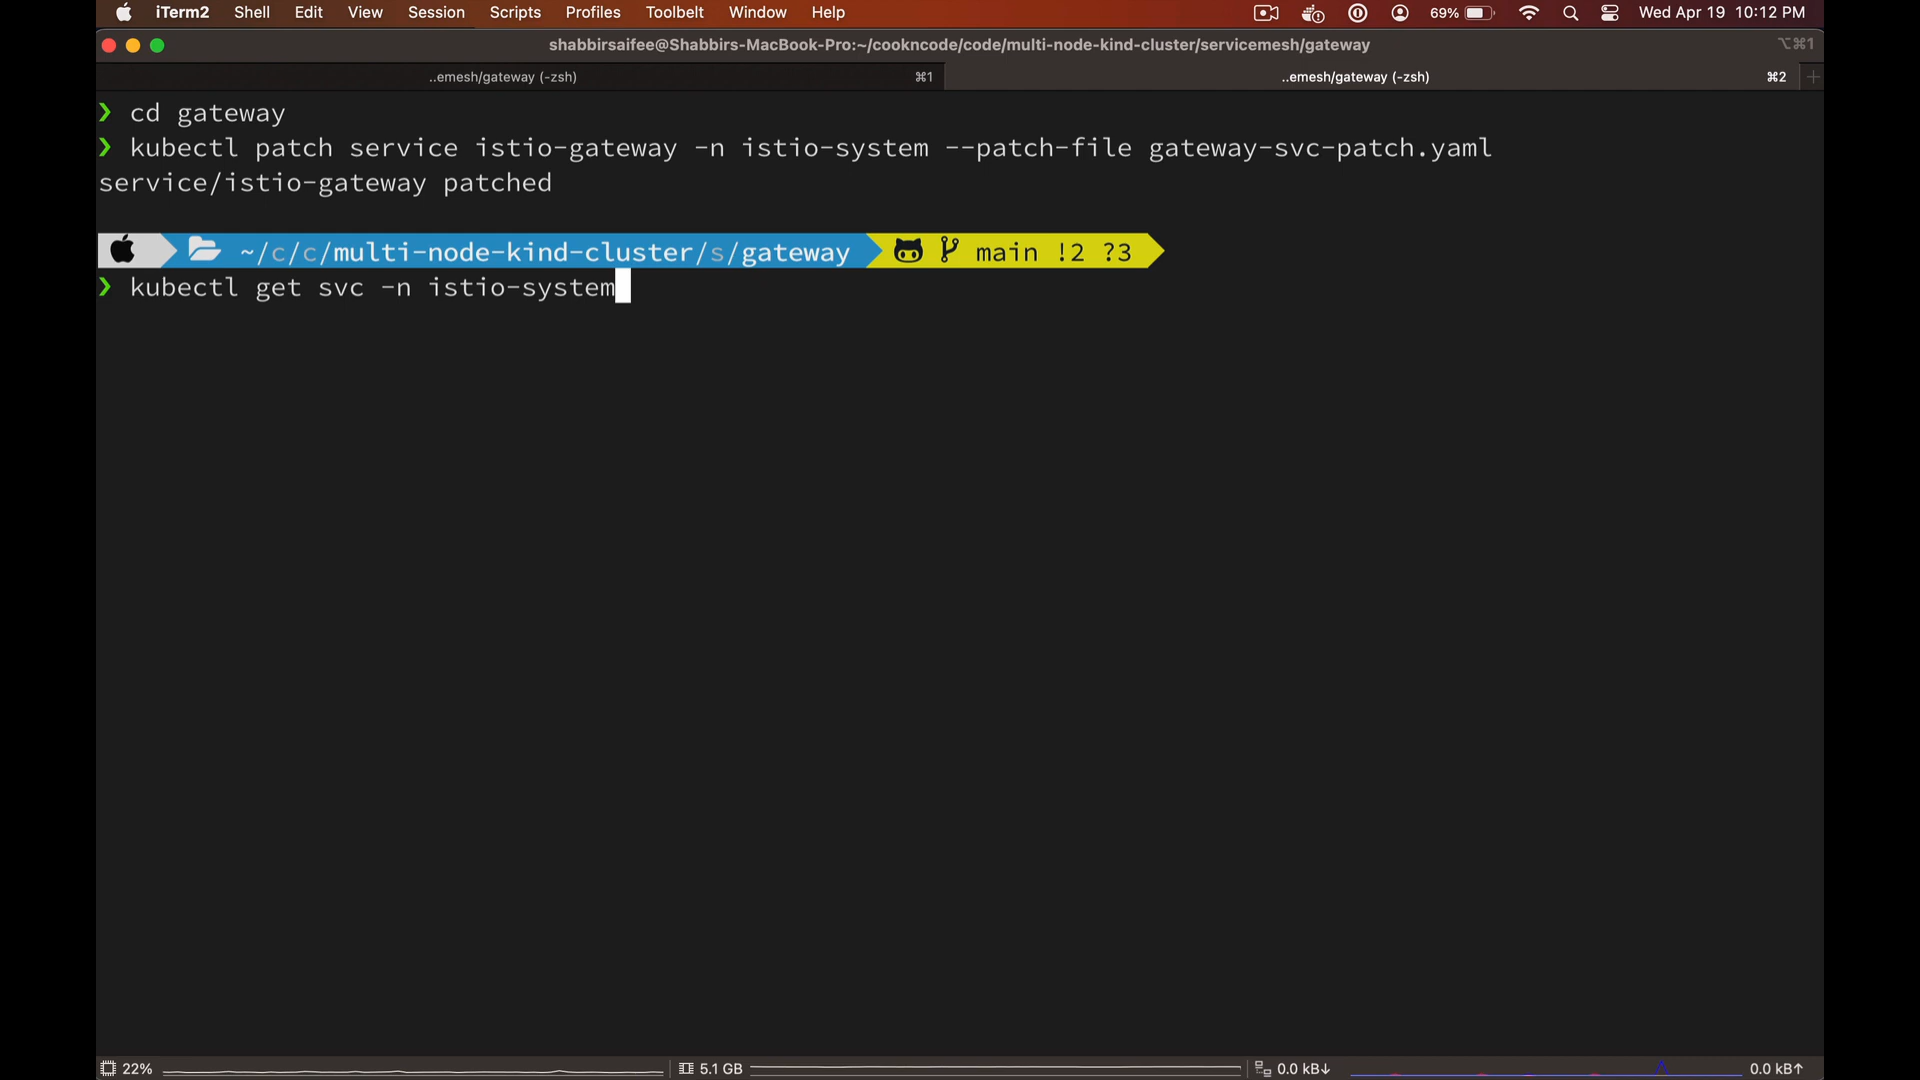 iTerm2 Shell Edit View Session Scripts Profiles Toolbelt Window Help 69% Wed Apr 19 10:12 PM
shabbirsaifee@Shabbirs-MacBook-Pro:~/cookncode/code/multi-node-kind-cluster/servicemesh/gateway ⌥⌘1
..emesh/gateway (-zsh) ⌘1 ..emesh/gateway (-zsh) ⌘2 +
❯ cd gateway
❯ kubectl patch service istio-gateway -n istio-system --patch-file gateway-svc-patch.yaml
service/istio-gateway patched
~/c/c/multi-node-kind-cluster/s/gateway main !2 ?3
❯ kubectl get svc -n istio-system
22% 5.1 GB 0.0 kB↓ 0.0 kB↑